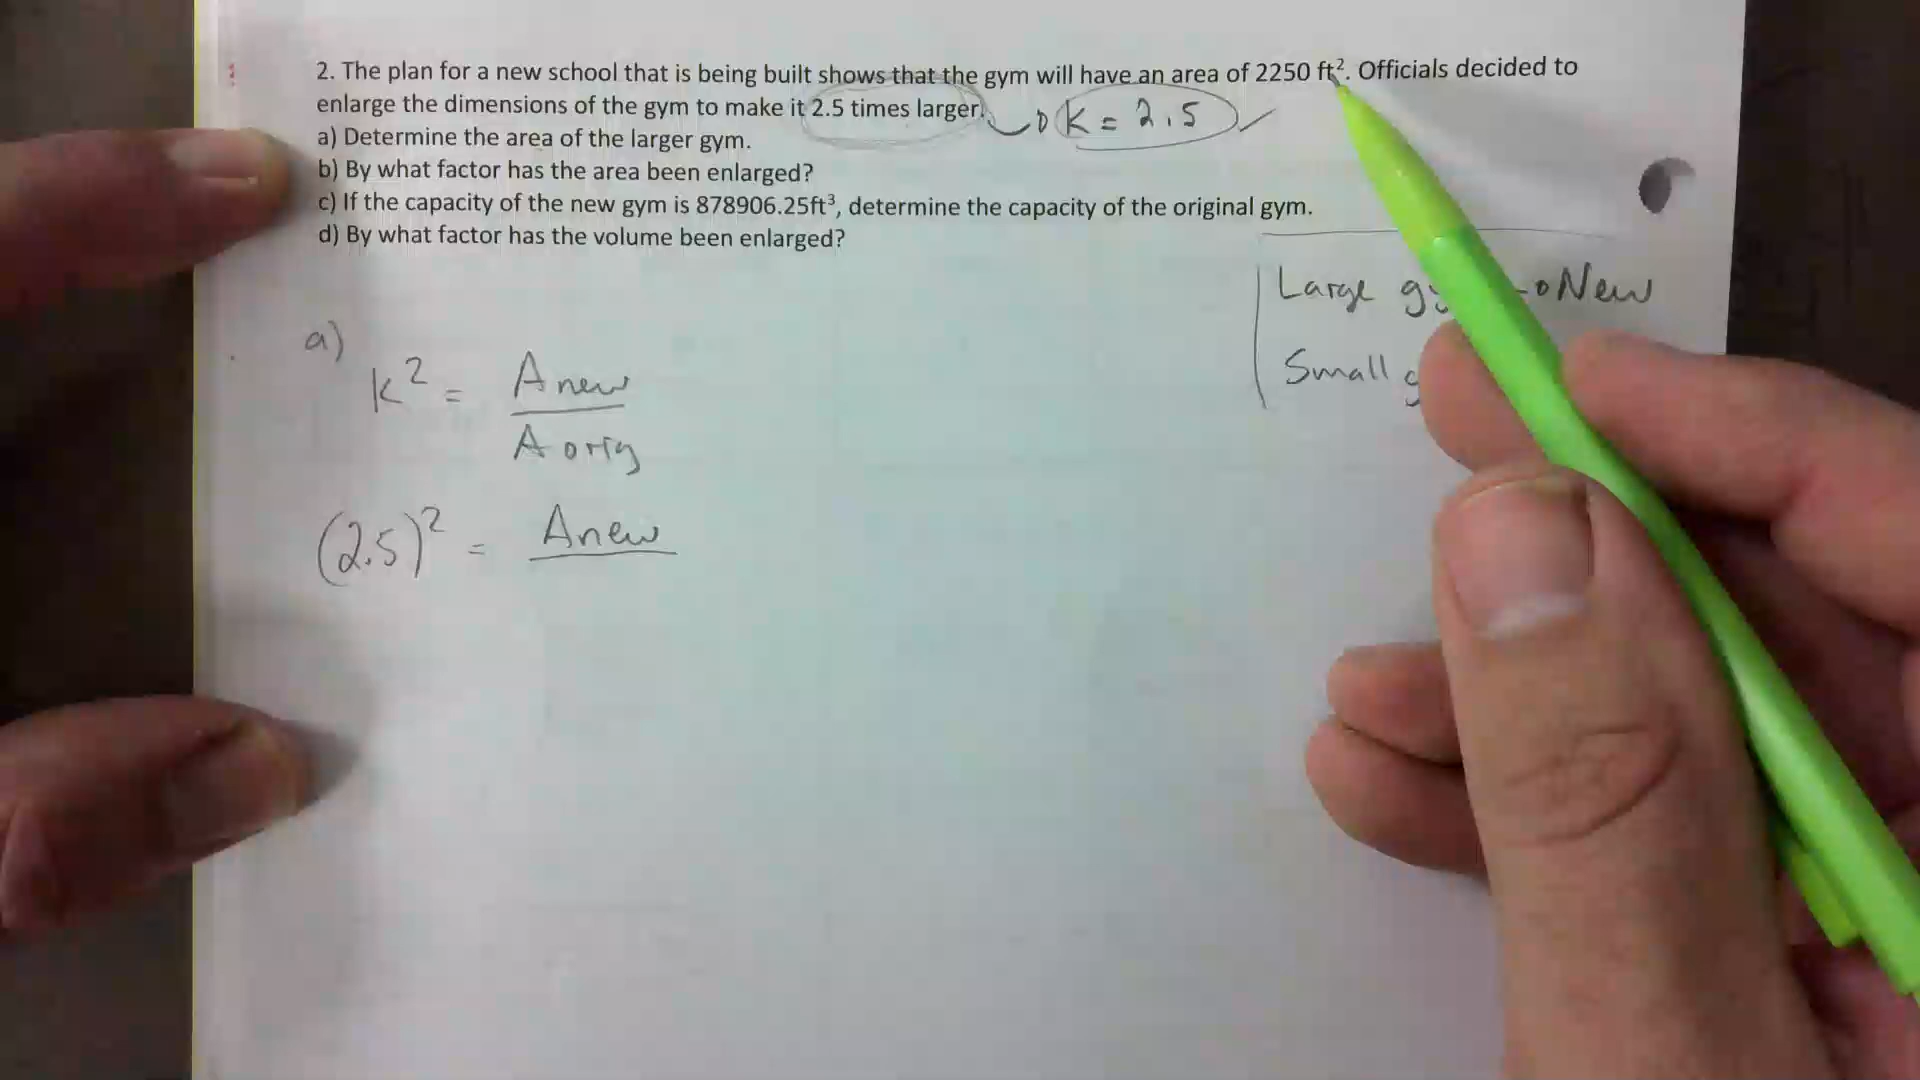 2. The plan for a new school that is being built shows that the gym will have an area of 2250 ft². Officials decided to
enlarge the dimensions of the gym to make it 2.5 times larger. k = 2.5
a) Determine the area of the larger gym.
b) By what factor has the area been enlarged?
c) If the capacity of the new gym is 878906.25ft³, determine the capacity of the original gym.
d) By what factor has the volume been enlarged?
Large New
Small
a)
k² = Anew
A orig
(2.5)² = Anew